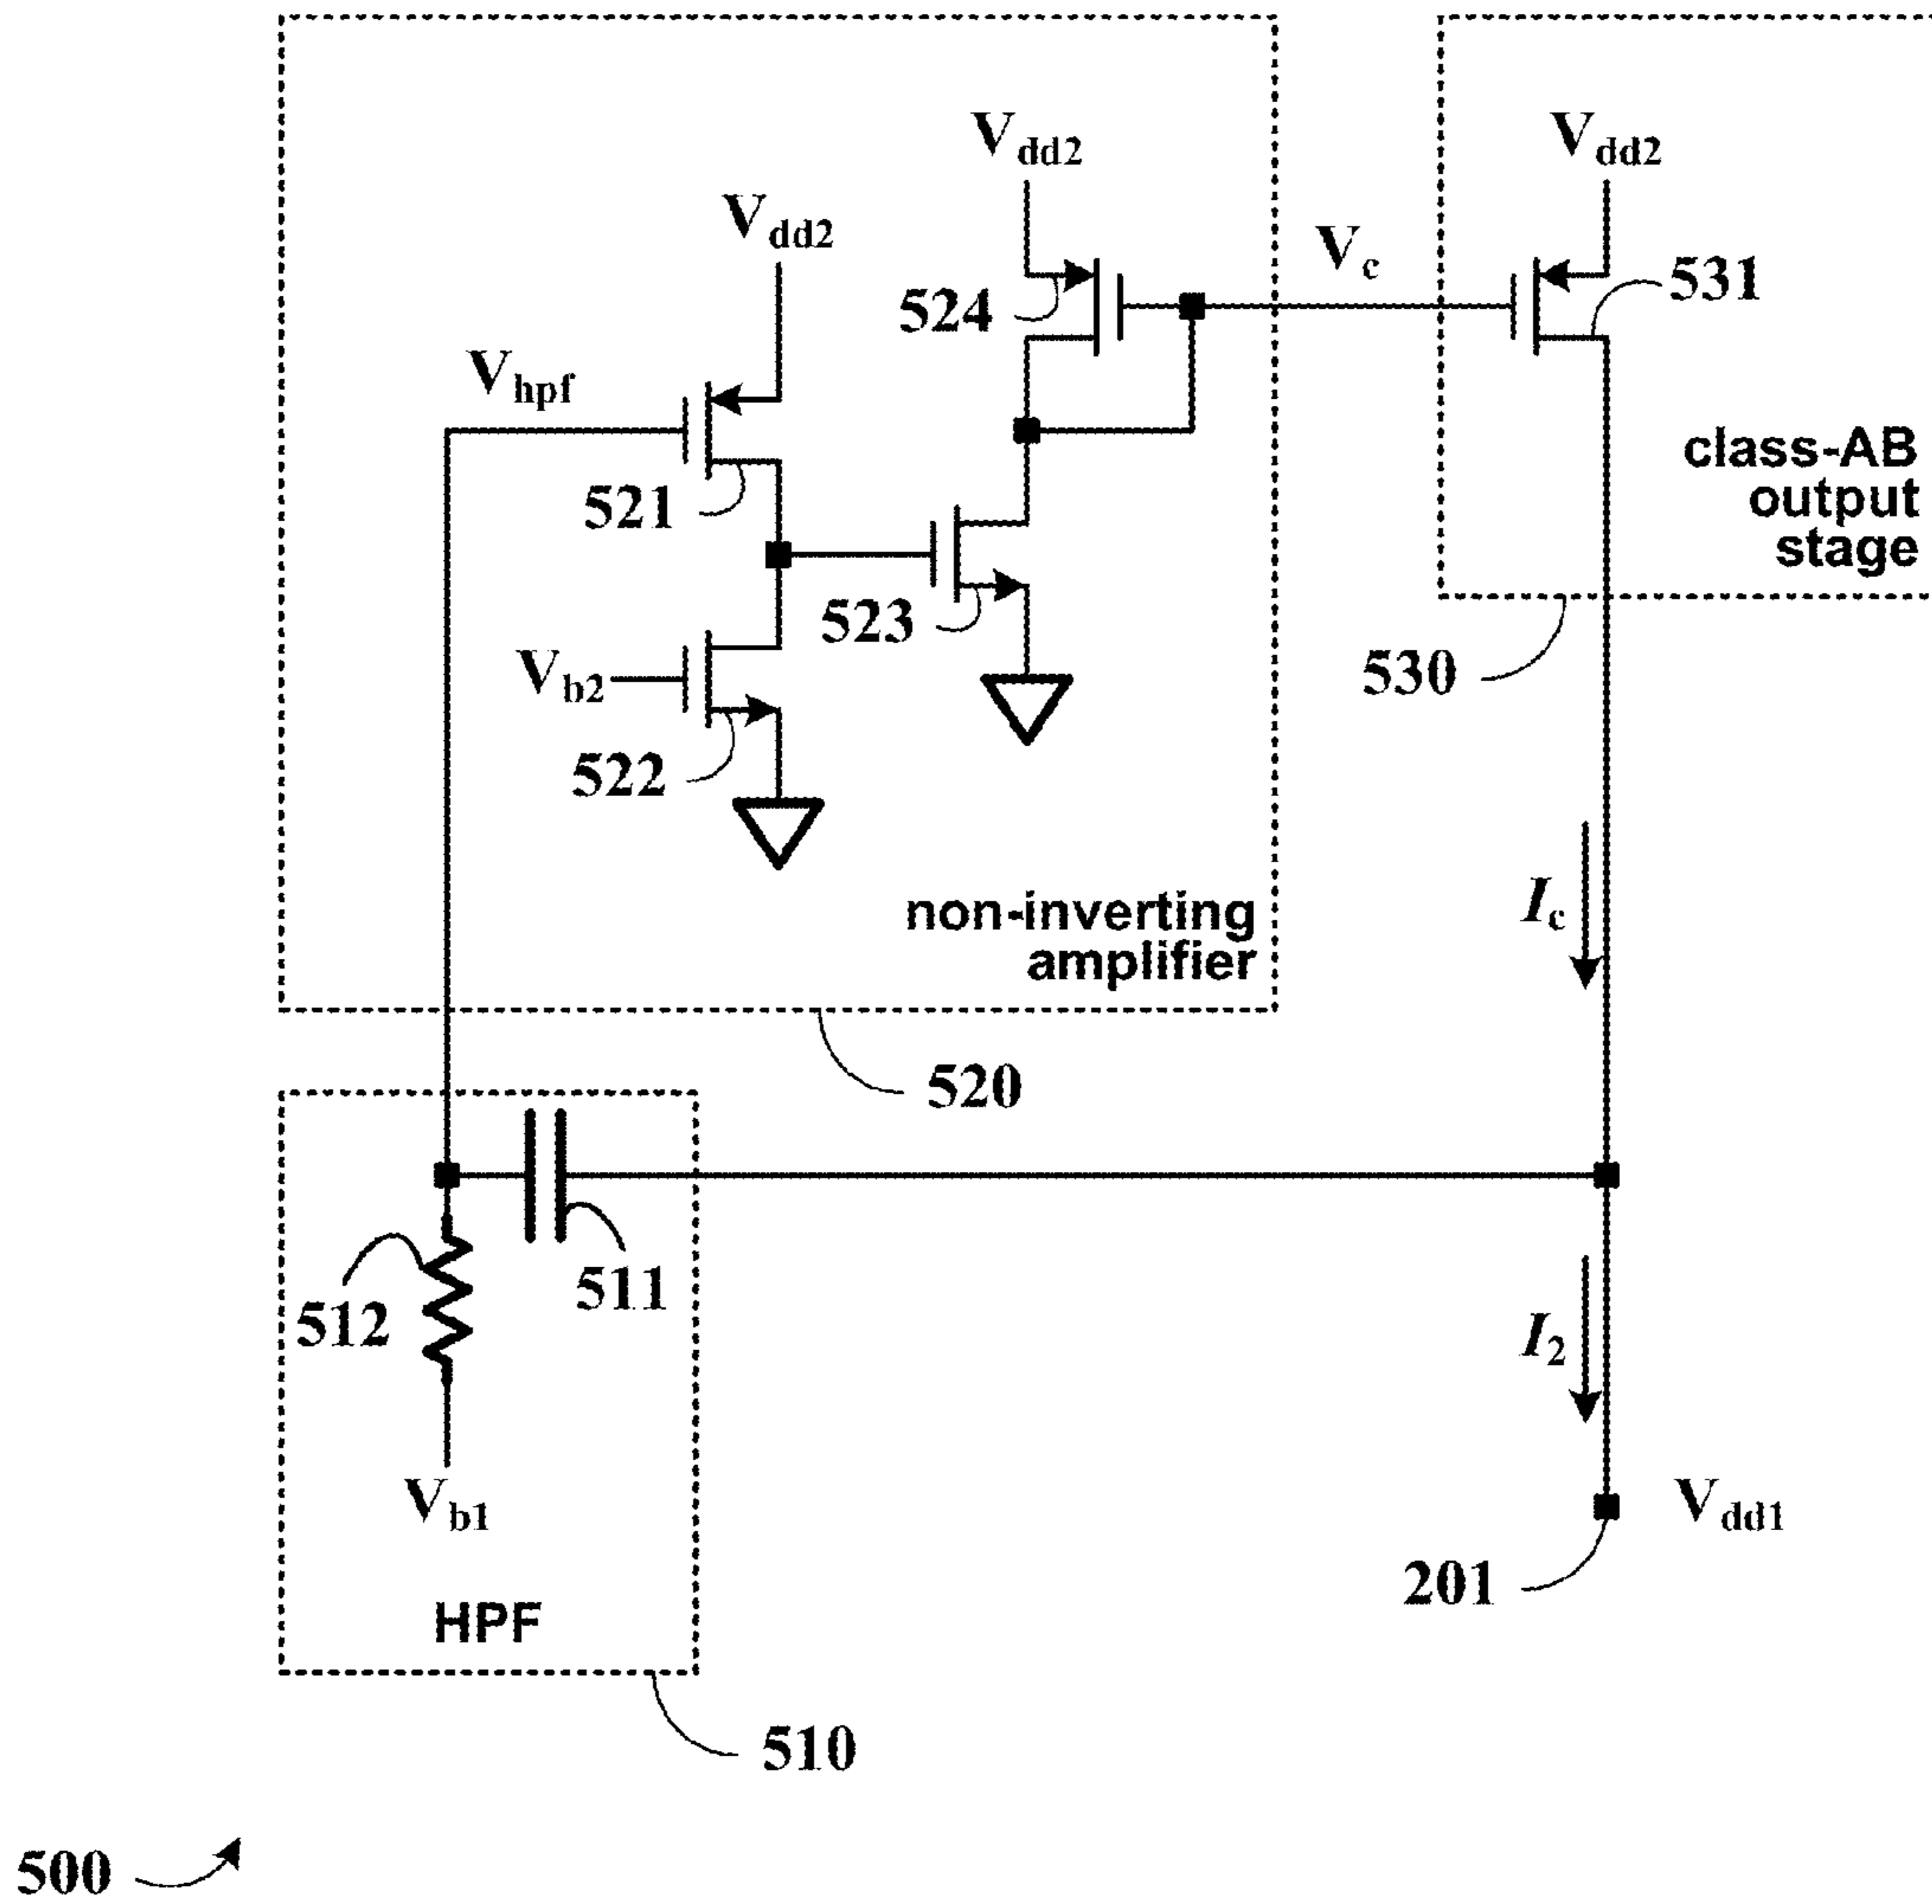 Vdd2
Vdd2
Vdd2
Vc
524
531
Vhpf
521
class-AB
output
stage
523
Vb2
530
522
Ic
non-inverting
amplifier
520
511
512
I2
Vb1
Vdd1
201
HPF
510
500